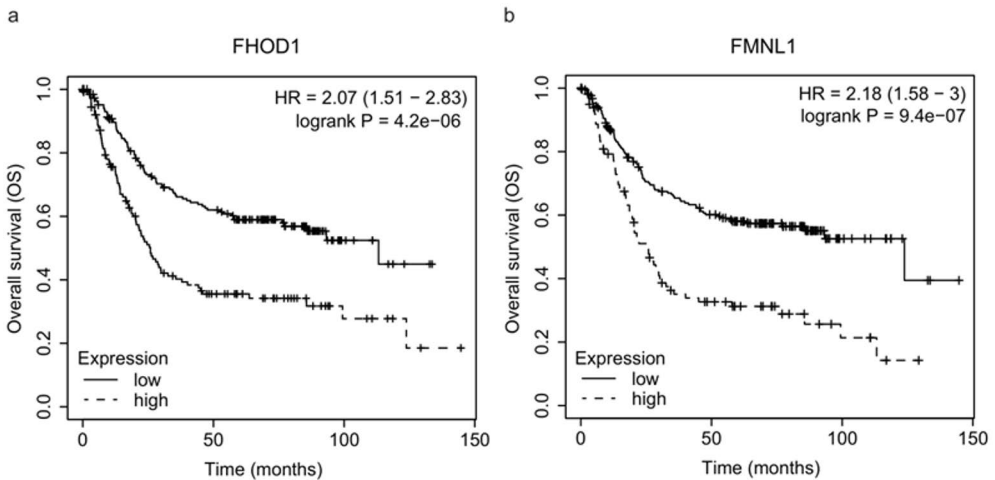 a
FHOD1
HR = 2.07 (1.51 − 2.83)
logrank P = 4.2e−06
Overall survival (OS)
1.0
0.8
0.6
0.4
0.2
0.0
Expression
low
high
0 50 100 150
Time (months)
b
FMNL1
HR = 2.18 (1.58 − 3)
logrank P = 9.4e−07
Overall survival (OS)
1.0
0.8
0.6
0.4
0.2
0.0
Expression
low
high
0 50 100 150
Time (months)